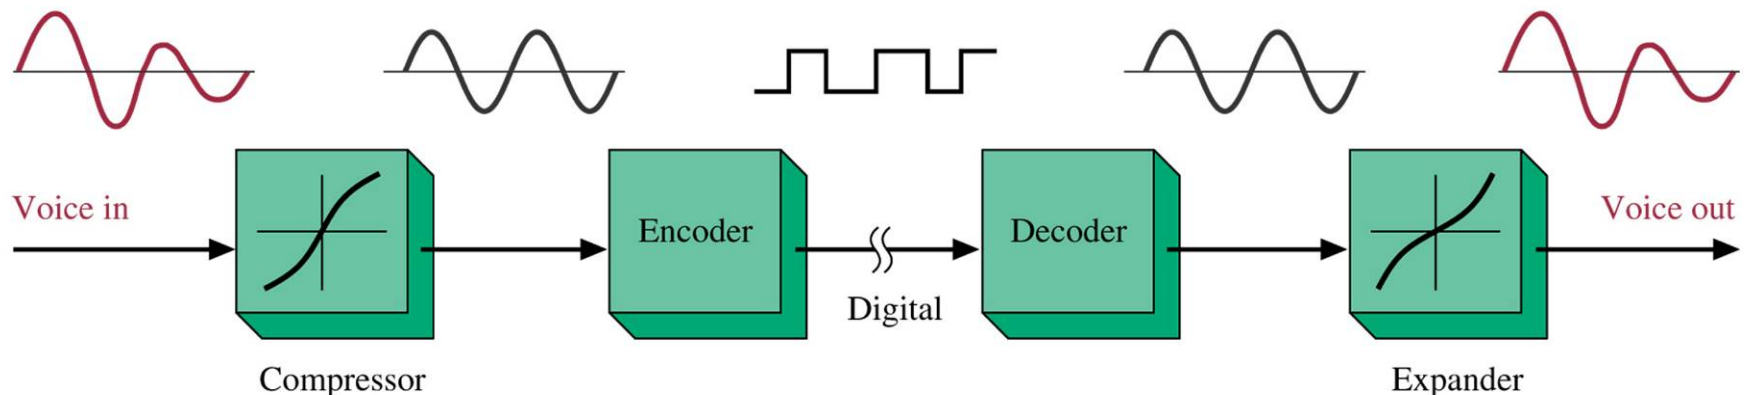 Voice in
Encoder
Decoder
Voice out
Digital
Compressor
Expander